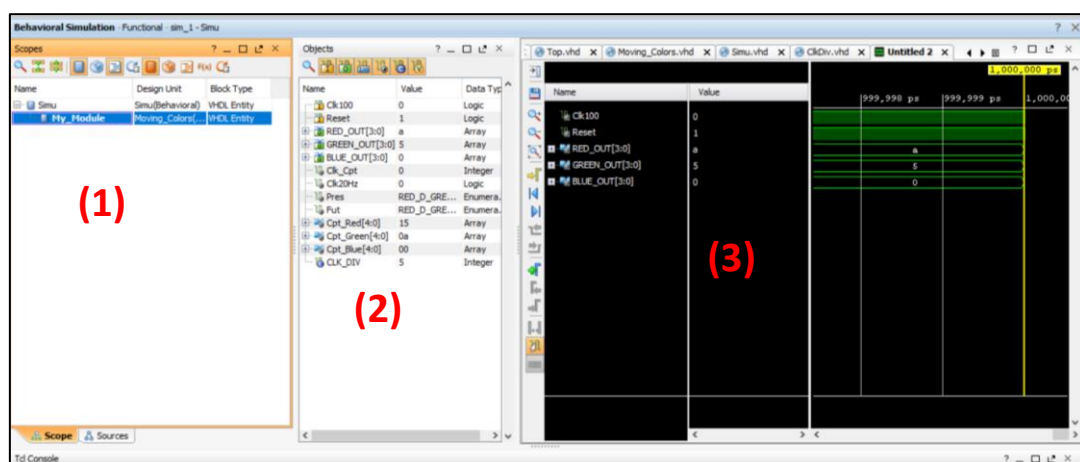 Behavioral Simulation - Functional - sim_1 - Simu
Scopes
Name Design Unit Block Type
Simu Simu(Behavioral) VHDL Entity
My_Module Moving_Colors(... VHDL Entity
(1)
Scope Sources
Objects
Name Value Data Typ
Clk100 0 Logic
Reset 1 Logic
RED_OUT[3:0] a Array
GREEN_OUT[3:0] 5 Array
BLUE_OUT[3:0] 0 Array
Clk_Cpt 0 Integer
Clk20Hz 0 Logic
Pres RED_D_GRE... Enumera.
Fut RED_D_GRE... Enumera.
Cpt_Red[4:0] 15 Array
Cpt_Green[4:0] 0a Array
Cpt_Blue[4:0] 00 Array
CLK_DIV 5 Integer
(2)
Top.vhd Moving_Colors.vhd Simu.vhd ClkDiv.vhd Untitled 2
1,000,000 ps
Name Value
999,998 ps 999,999 ps 1,000,00
Clk100 0
Reset 1
RED_OUT[3:0] a a
GREEN_OUT[3:0] 5 5
BLUE_OUT[3:0] 0 0
(3)
Tcl Console